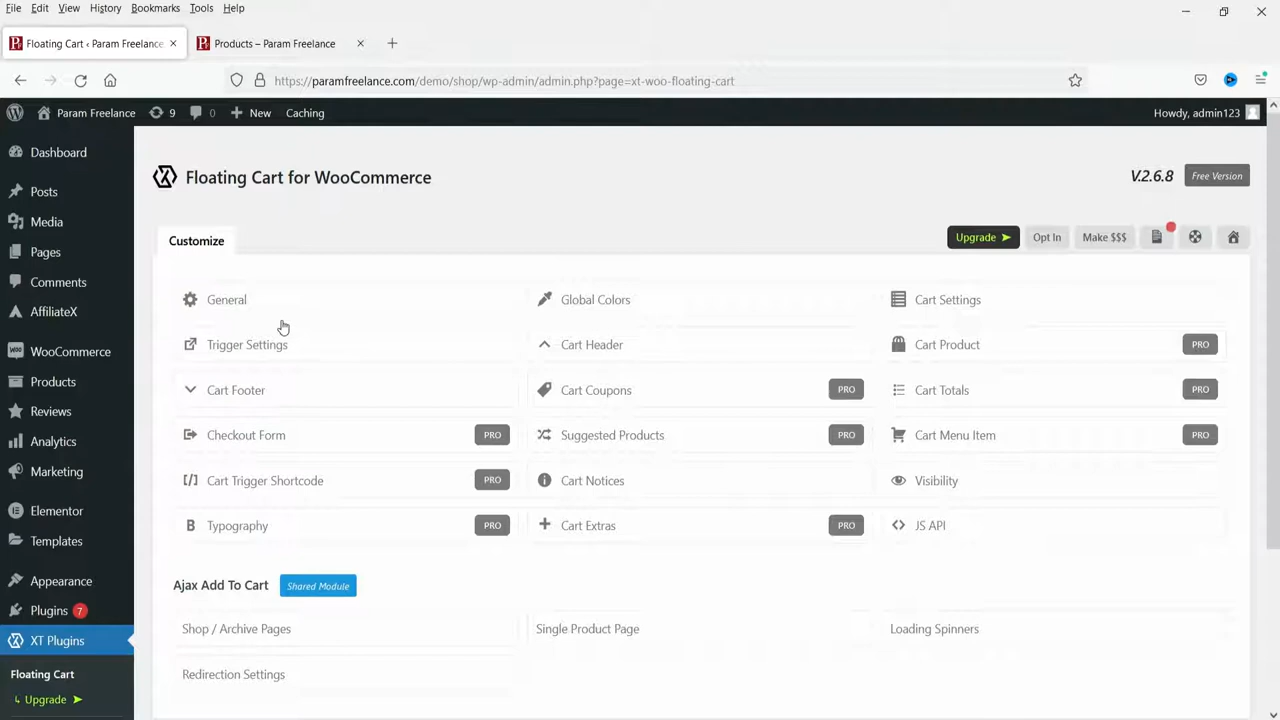 File Edit View History Bookmarks Tools Help
Floating Cart ‹ Param Freelance
Products – Param Freelance
https://paramfreelance.com/demo/shop/wp-admin/admin.php?page=xt-woo-floating-cart
Param Freelance 9 0 New Caching Howdy, admin123
Dashboard
Posts
Media
Pages
Comments
AffiliateX
WooCommerce
Products
Reviews
Analytics
Marketing
Elementor
Templates
Appearance
Plugins 7
XT Plugins
Floating Cart
Upgrade ➤
Floating Cart for WooCommerce
V.2.6.8 Free Version
Customize
Upgrade ➤ Opt In Make $$$
General Global Colors Cart Settings
Trigger Settings Cart Header Cart Product PRO
Cart Footer Cart Coupons PRO Cart Totals PRO
Checkout Form PRO Suggested Products PRO Cart Menu Item PRO
Cart Trigger Shortcode PRO Cart Notices Visibility
Typography PRO Cart Extras PRO JS API
Ajax Add To Cart Shared Module
Shop / Archive Pages Single Product Page Loading Spinners
Redirection Settings